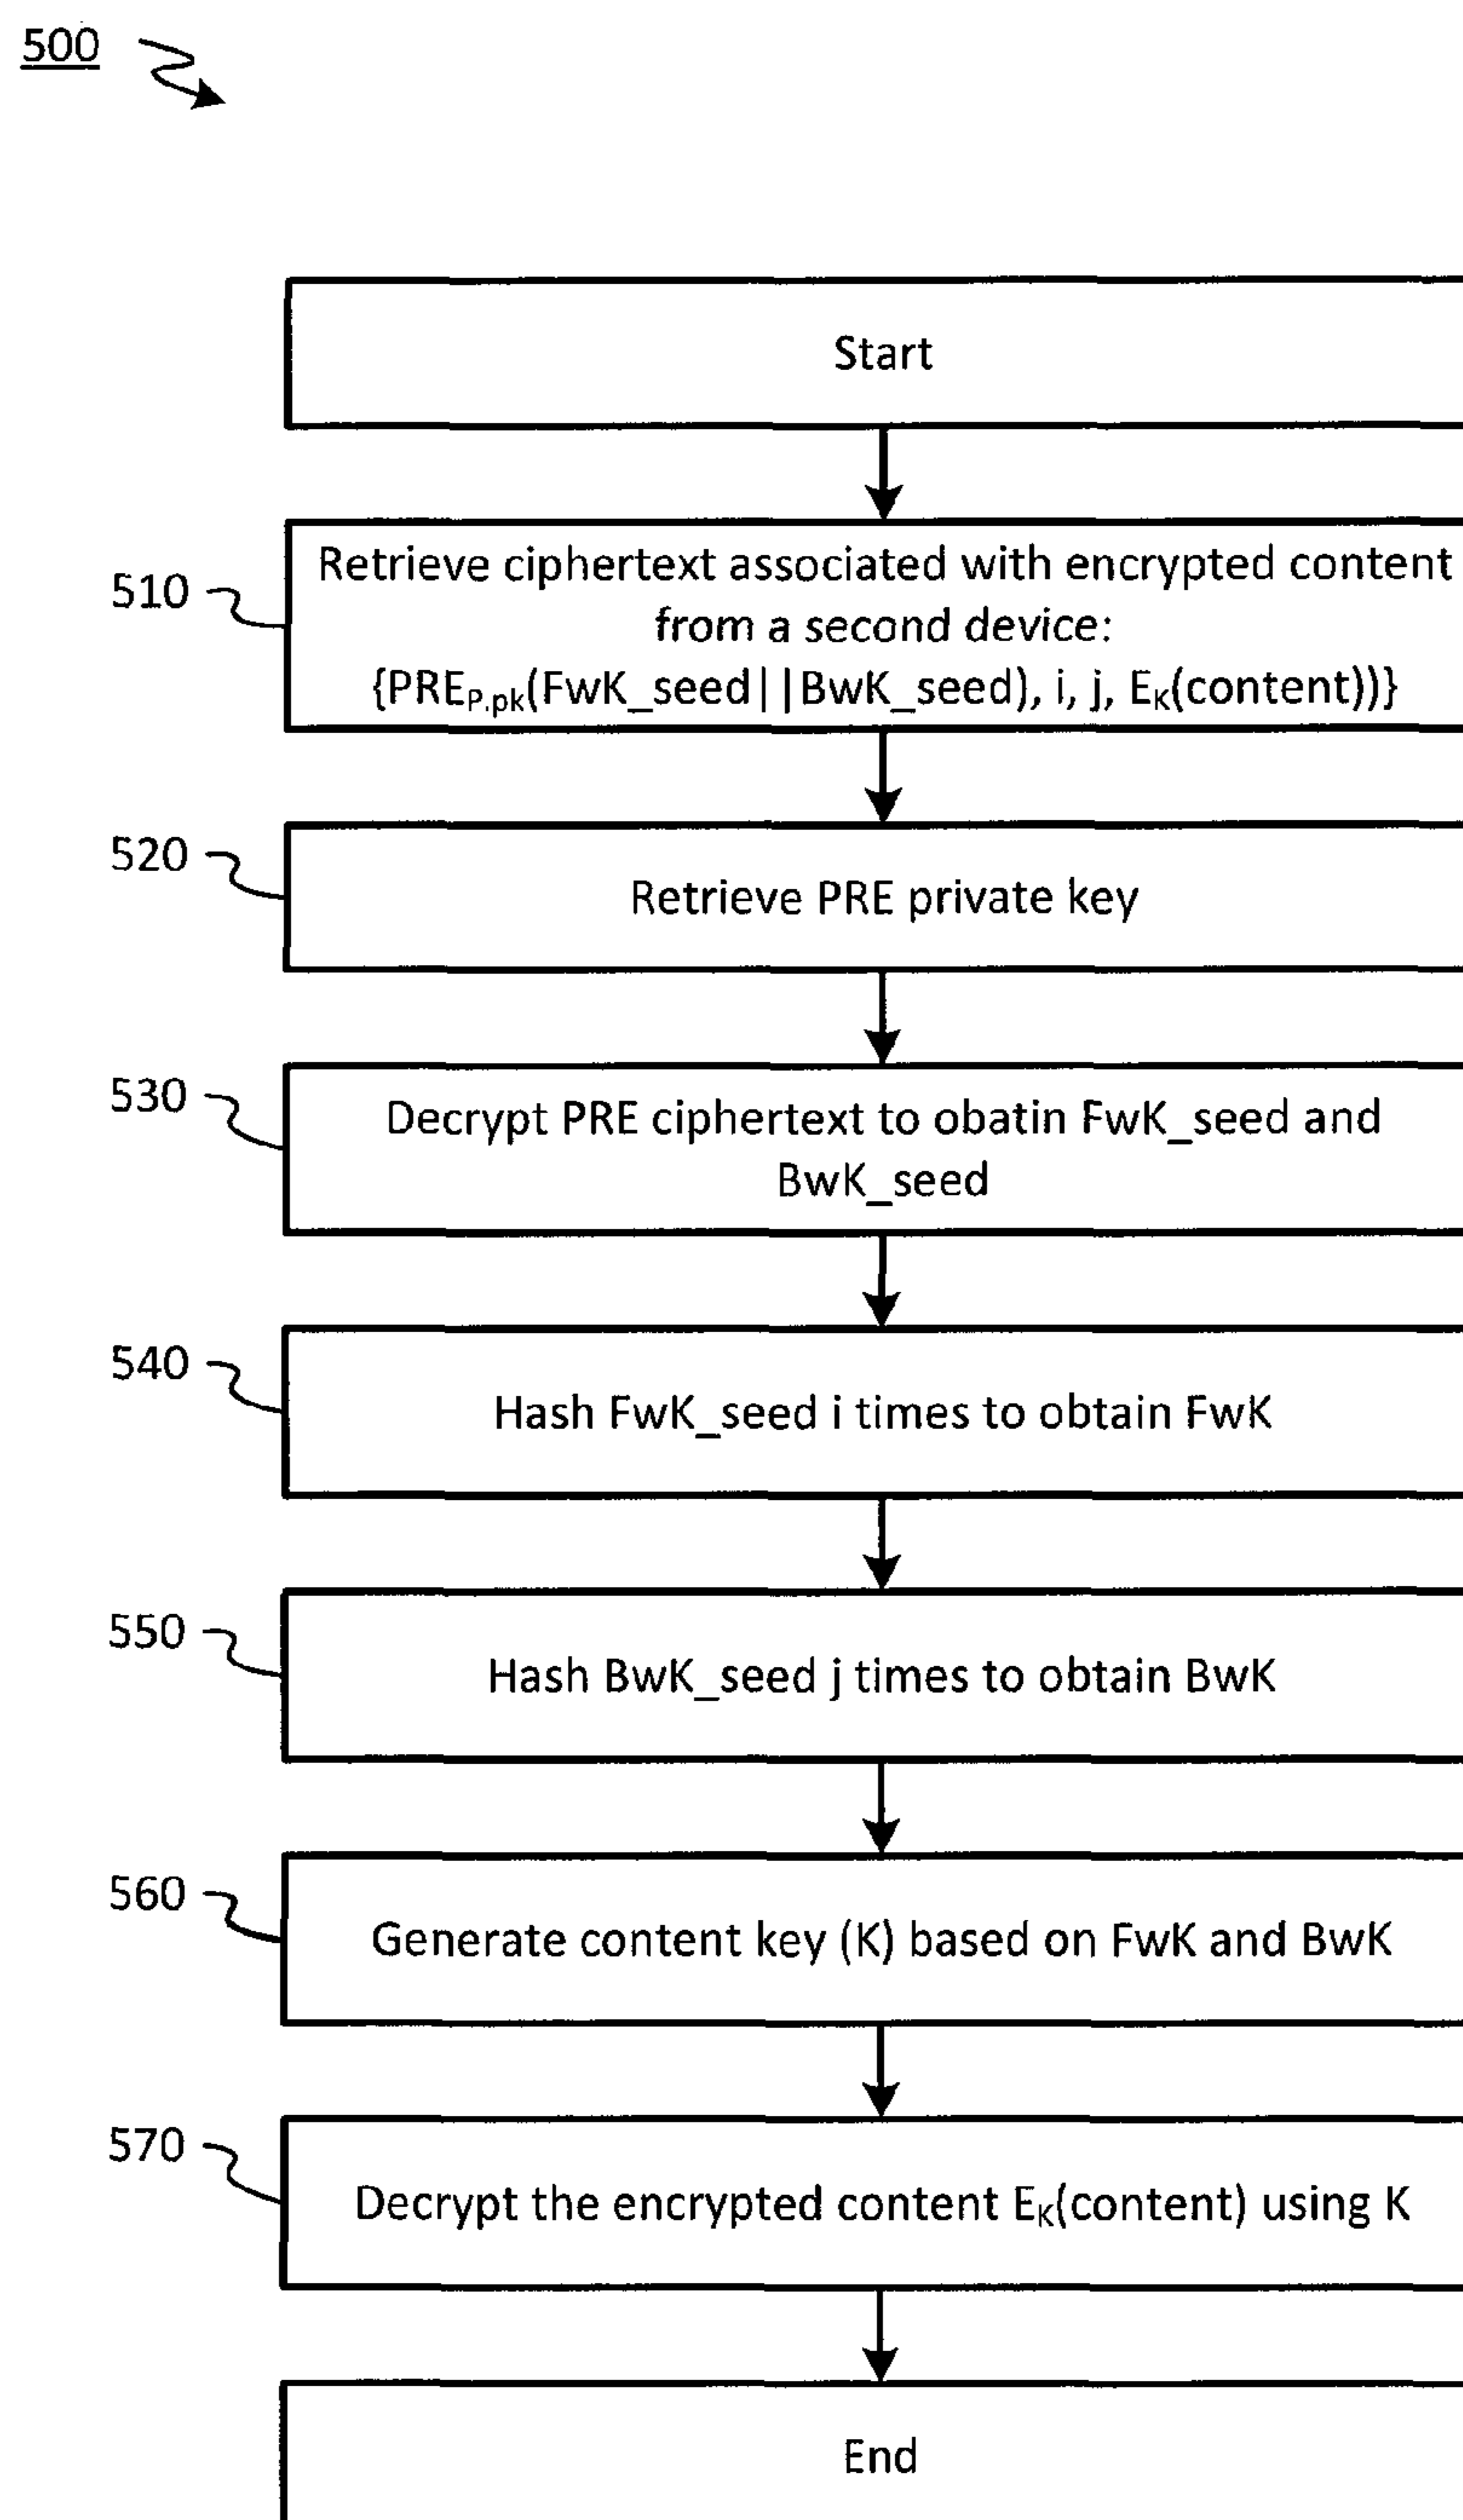 500
Start
510
Retrieve ciphertext associated with encrypted content
from a second device:
{PREP.pk(FwK_seed||BwK_seed), i, j, EK(content))}
520
Retrieve PRE private key
530
Decrypt PRE ciphertext to obatin FwK_seed and
BwK_seed
540
Hash FwK_seed i times to obtain FwK
550
Hash BwK_seed j times to obtain BwK
560
Generate content key (K) based on FwK and BwK
570
Decrypt the encrypted content EK(content) using K
End